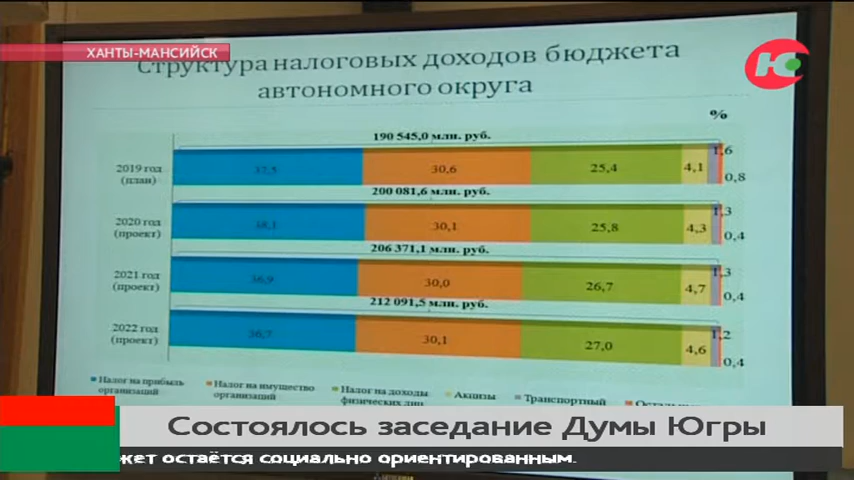 ХАНТЫ-МАНСИЙСК
Ю
Структура налоговых доходов бюджета
автономного округа
%
190 545,0 млн. руб.
2019 год
(план)
37,5 30,6 25,4 4,1 1,6 0,8
200 081,6 млн. руб.
2020 год
(проект)
38,1 30,1 25,8 4,3 1,3 0,4
206 371,1 млн. руб.
2021 год
(проект)
36,9 30,0 26,7 4,7 1,3 0,4
212 091,5 млн. руб.
2022 год
(проект)
36,7 30,1 27,0 4,6 1,2 0,4
Налог на прибыль
организаций
Налог на имущество
организаций
Налог на доходы
физических лиц
Акцизы
Транспортный
Состоялось заседание Думы Югры
остаётся социально ориентированным.